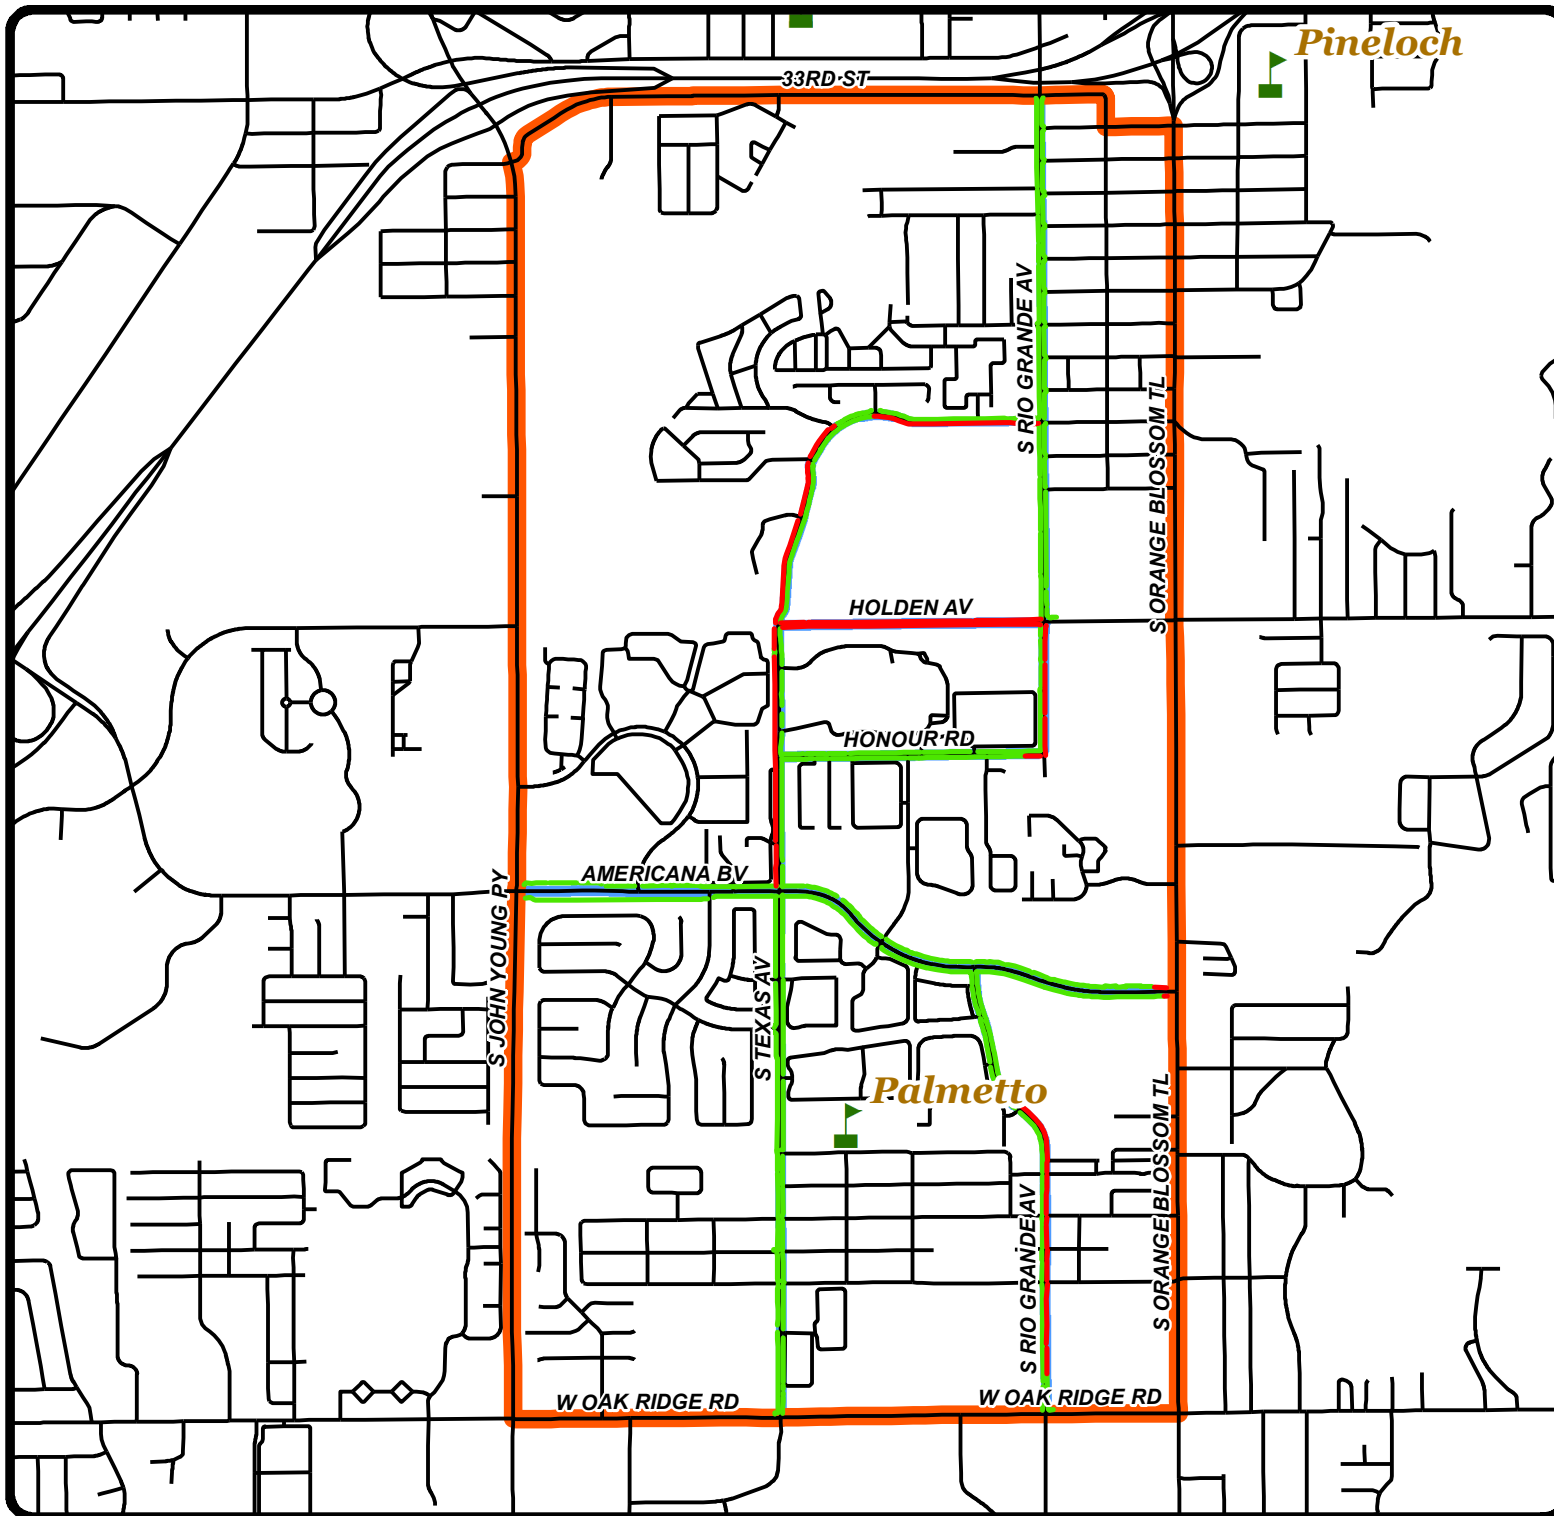 Pineloch
33RD ST
S RIO GRANDE AV
S ORANGE BLOSSOM TL
HOLDEN AV
HONOUR RD
AMERICANA BV
S JOHN YOUNG PY
S TEXAS AV
Palmetto
S ORANGE BLOSSOM TL
S RIO GRANDE AV
W OAK RIDGE RD
W OAK RIDGE RD